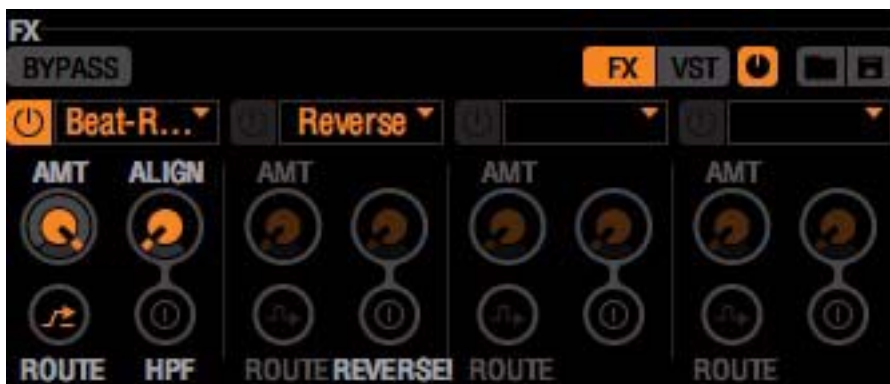 FX
BYPASS FX VST
Beat-R... Reverse
AMT ALIGN AMT AMT AMT
ROUTE HPF ROUTE REVERSE! ROUTE ROUTE